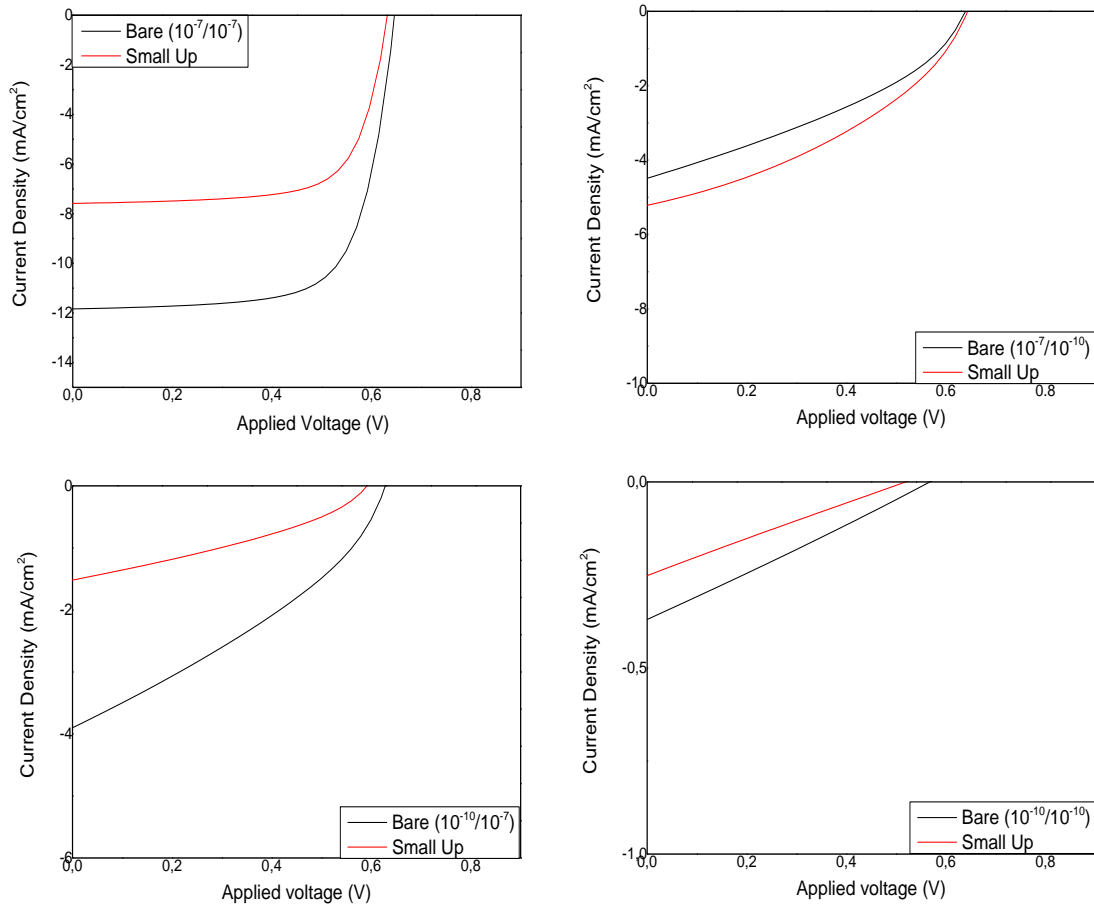 Bare (10⁻⁷/10⁻⁷)
Small Up
0
-2
-4
-6
-8
-10
-12
-14
Current Density (mA/cm²)
0,0 0,2 0,4 0,6 0,8
Applied Voltage (V)
0
-2
-4
-6
-8
-10
Current Density (mA/cm²)
Bare (10⁻⁷/10⁻¹⁰)
Small Up
0,0 0,2 0,4 0,6 0,8
Applied voltage (V)
0
-2
-4
-6
Current Density (mA/cm²)
Bare (10⁻¹⁰/10⁻⁷)
Small Up
0,0 0,2 0,4 0,6 0,8
Applied voltage (V)
0,0
-0,5
-1,0
Current Density (mA/cm²)
Bare (10⁻¹⁰/10⁻¹⁰)
Small Up
0,0 0,2 0,4 0,6 0,8
Applied voltage (V)